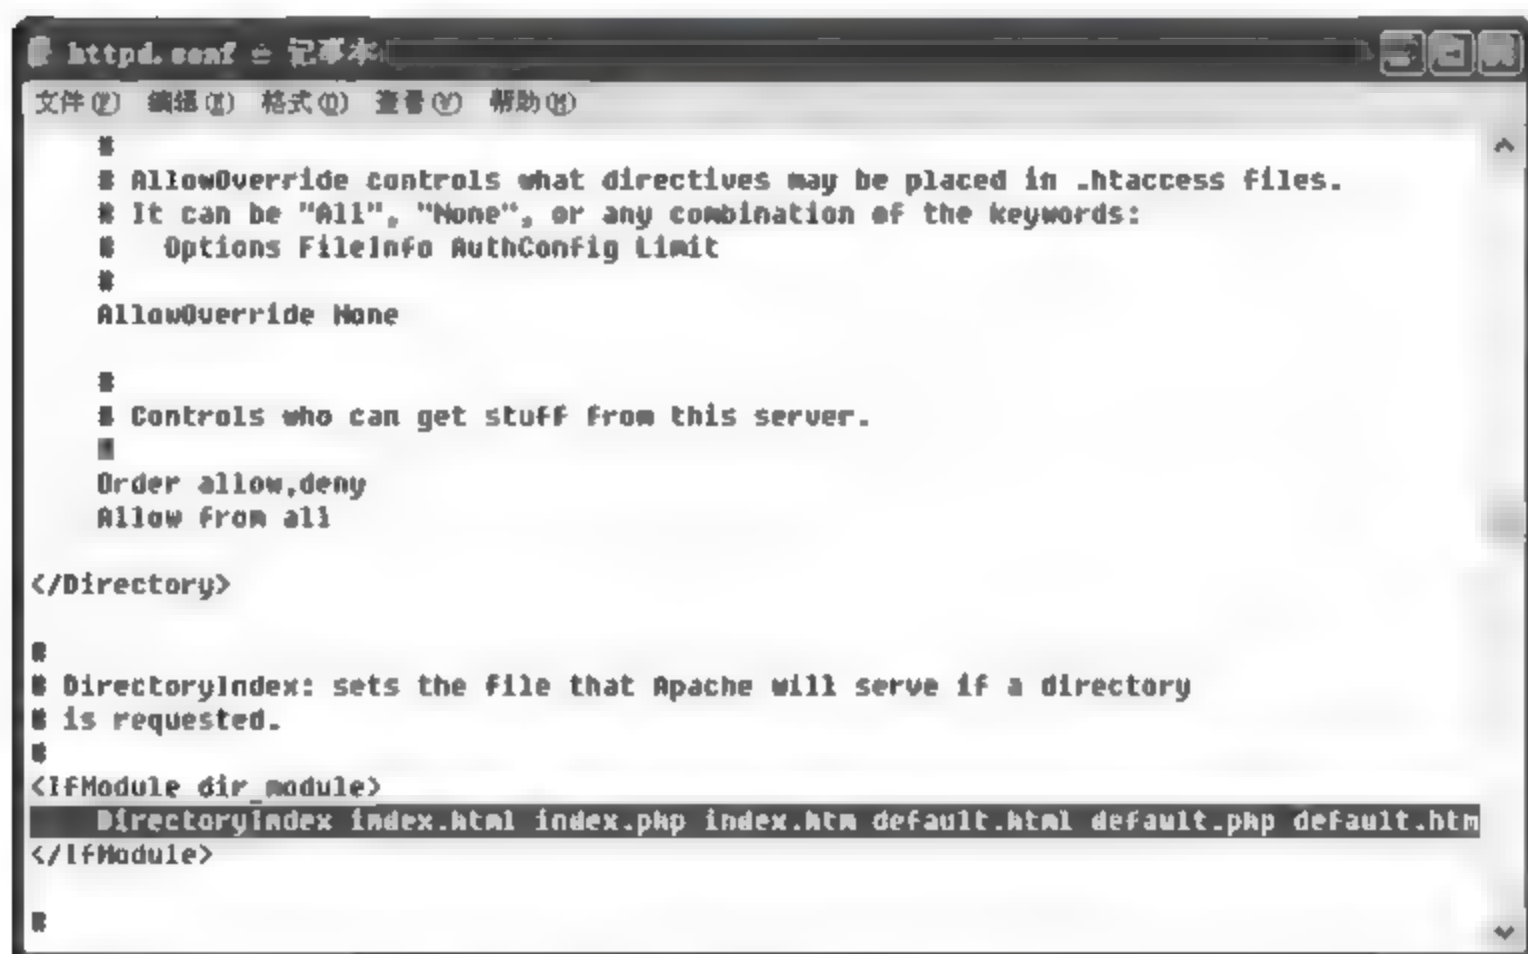 httpd.conf - 记事本
文件(F) 编辑(E) 格式(O) 查看(V) 帮助(H)
#
# AllowOverride controls what directives may be placed in .htaccess files.
# It can be "All", "None", or any combination of the keywords:
#   Options FileInfo AuthConfig Limit
#
AllowOverride None
#
# Controls who can get stuff from this server.
#
Order allow,deny
Allow from all
</Directory>
#
# DirectoryIndex: sets the file that Apache will serve if a directory
# is requested.
#
<IfModule dir_module>
DirectoryIndex index.html index.php index.htm default.html default.php default.htm
</IfModule>
#